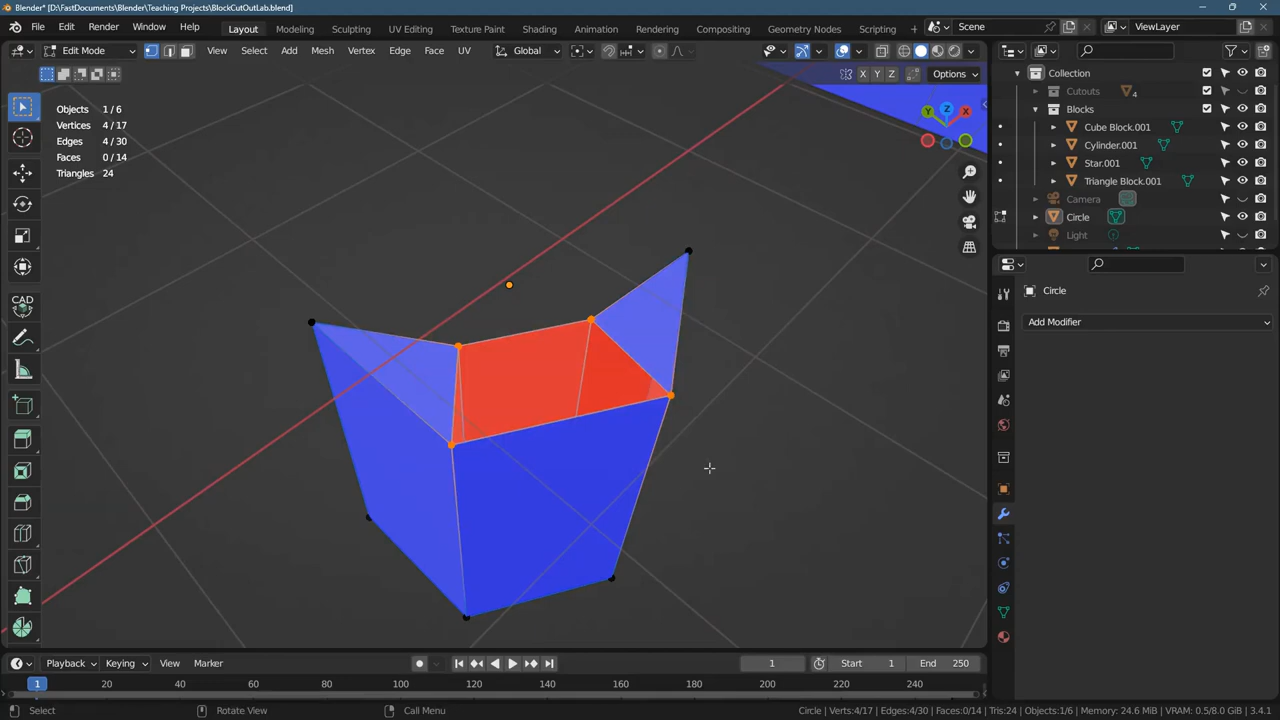 Blender* [D:\FastDocuments\Blender\Teaching Projects\BlockCutOutLab.blend]
File Edit Render Window Help Layout Modeling Sculpting UV Editing Texture Paint Shading Animation Rendering Compositing Geometry Nodes Scripting Scene ViewLayer
Edit Mode View Select Add Mesh Vertex Edge Face UV Global
X Y Z Options
Objects 1 / 6
Vertices 4 / 17
Edges 4 / 30
Faces 0 / 14
Triangles 24
CAD
Z
Y X
Collection
Cutouts 4
Blocks
Cube Block.001
Cylinder.001
Star.001
Triangle Block.001
Camera
Circle
Light
Circle
Add Modifier
Playback Keying View Marker 1 Start 1 End 250
1 20 40 60 80 100 120 140 160 180 200 220 240
Select Rotate View Call Menu Circle | Verts:4/17 | Edges:4/30 | Faces:0/14 | Tris:24 | Objects:1/6 | Memory: 24.6 MiB | VRAM: 0.5/8.0 GiB | 3.4.1